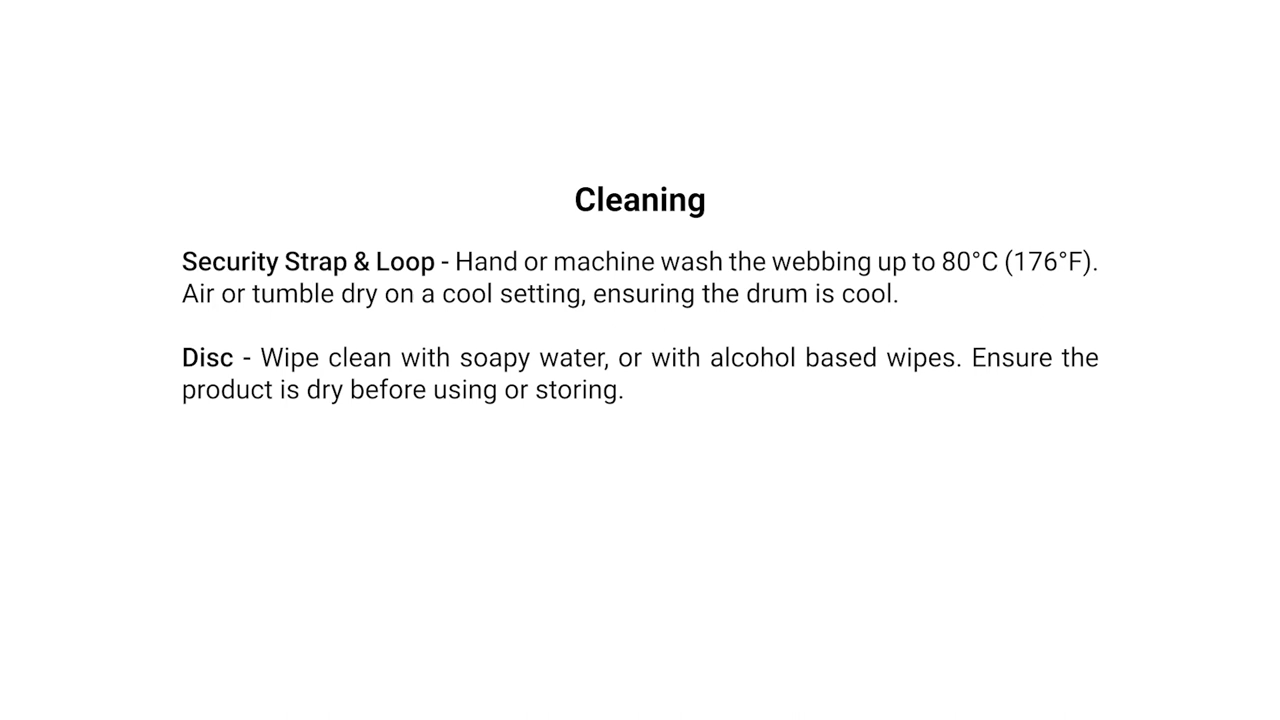 Cleaning
Security Strap & Loop - Hand or machine wash the webbing up to 80°C (176°F).
Air or tumble dry on a cool setting, ensuring the drum is cool.
Disc - Wipe clean with soapy water, or with alcohol based wipes. Ensure the
product is dry before using or storing.